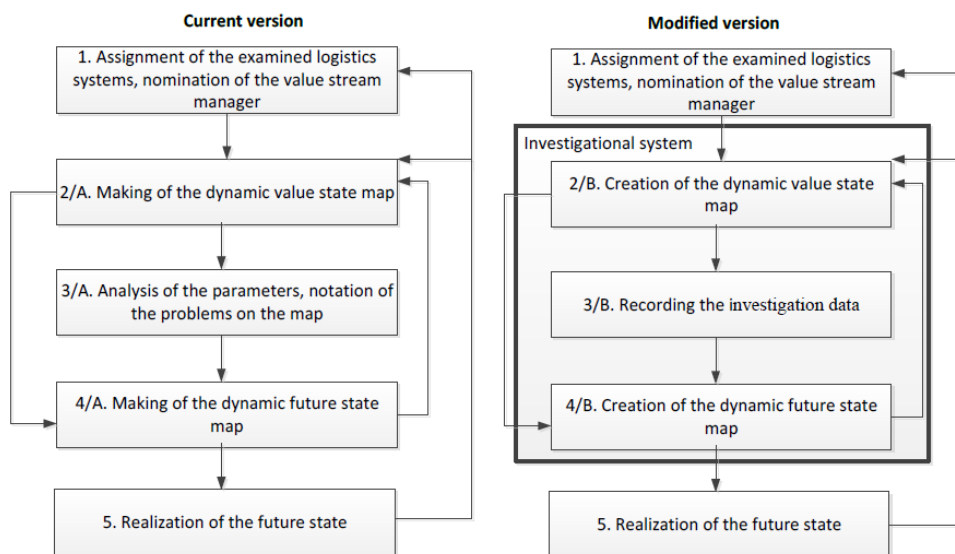 Current version
1. Assignment of the examined logistics
systems, nomination of the value stream
manager
2/A. Making of the dynamic value state map
3/A. Analysis of the parameters, notation of
the problems on the map
4/A. Making of the dynamic future state
map
5. Realization of the future state
Modified version
1. Assignment of the examined logistics
systems, nomination of the value stream
manager
Investigational system
2/B. Creation of the dynamic value state
map
3/B. Recording the investigation data
4/B. Creation of the dynamic future state
map
5. Realization of the future state